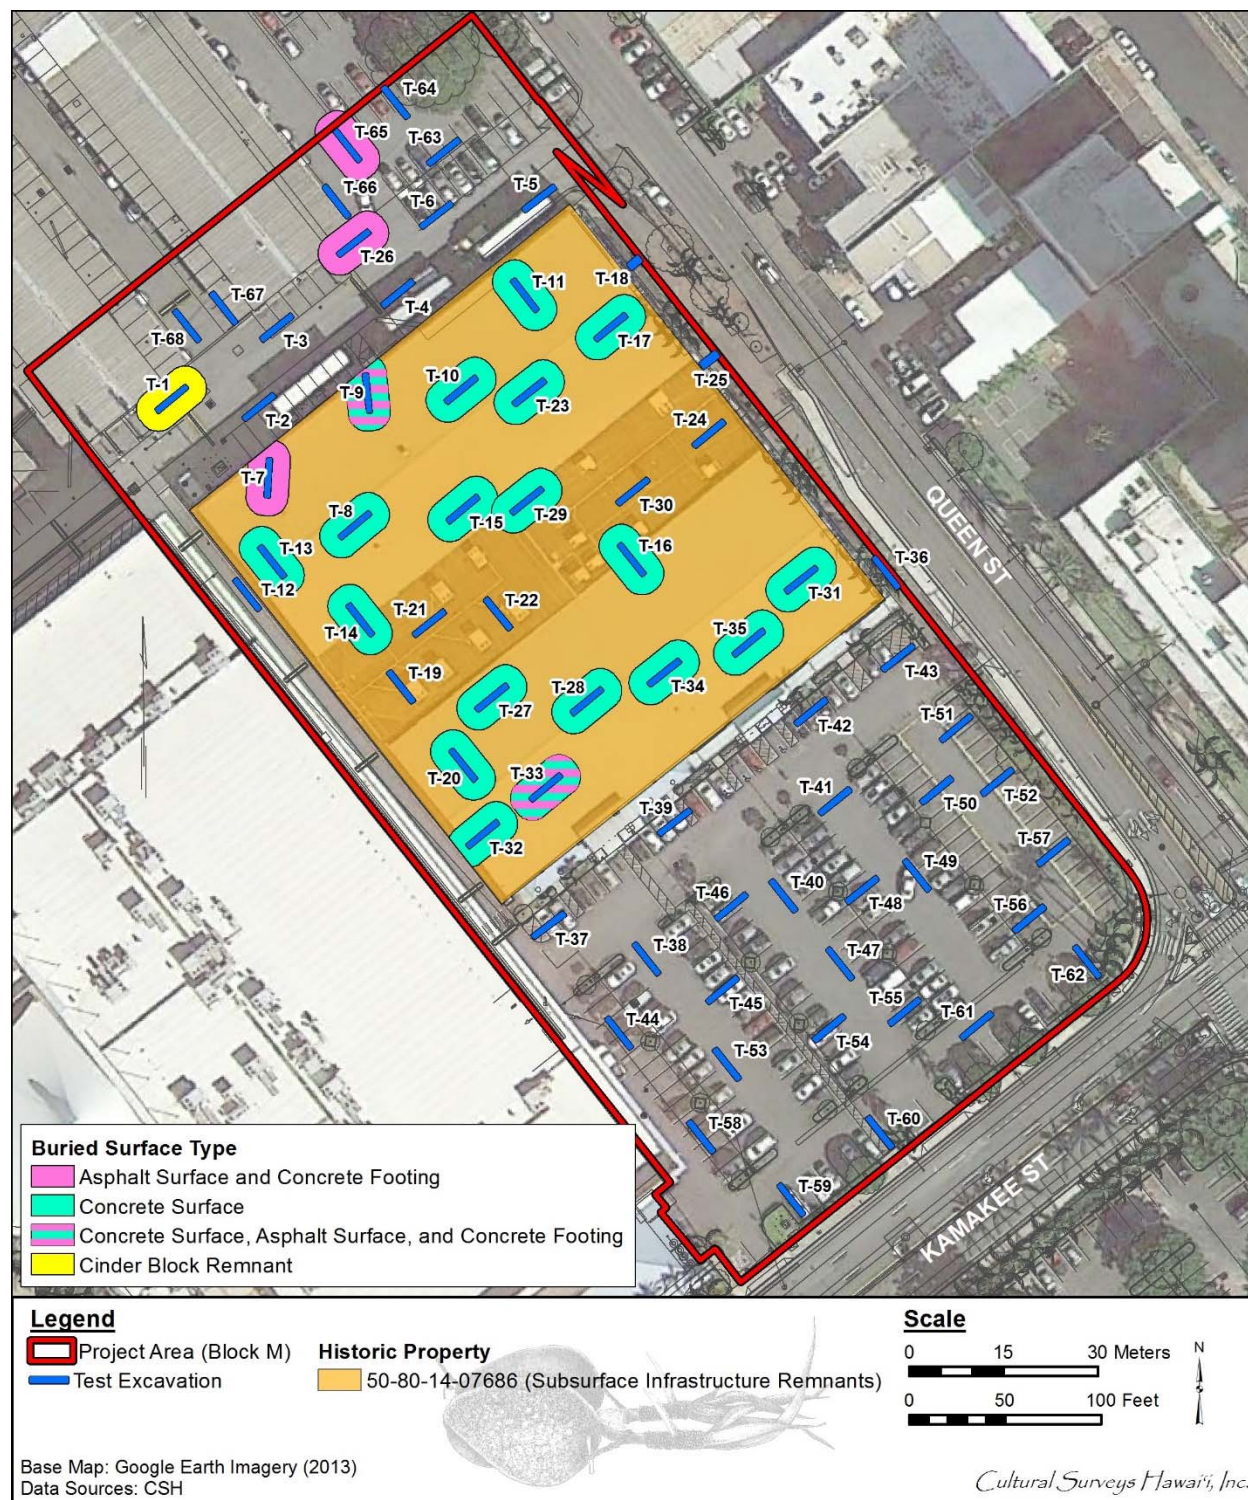 T-64
T-65
T-63
T-66
T-5
T-6
T-26
T-18
T-11
T-67
T-4
T-17
T-68
T-3
T-25
T-1
T-9
T-10
T-23
T-2
T-24
T-7
T-30
T-8
T-15
T-29
QUEEN ST
T-13
T-16
T-36
T-12
T-31
T-22
T-21
T-14
T-35
T-43
T-19
T-34
T-28
T-27
T-42
T-51
T-33
T-20
T-41
T-50
T-52
T-39
T-32
T-57
T-49
T-46
T-40
T-48
T-56
T-37
T-38
T-47
T-62
T-45
T-55
T-44
T-61
T-54
T-53
T-60
T-58
KAMAKEE ST
T-59
Buried Surface Type
Asphalt Surface and Concrete Footing
Concrete Surface
Concrete Surface, Asphalt Surface, and Concrete Footing
Cinder Block Remnant
Legend
Project Area (Block M)
Test Excavation
Historic Property
50-80-14-07686 (Subsurface Infrastructure Remnants)
Scale
0 15 30 Meters
0 50 100 Feet
N
Base Map: Google Earth Imagery (2013)
Data Sources: CSH
Cultural Surveys Hawaiʻi, Inc.